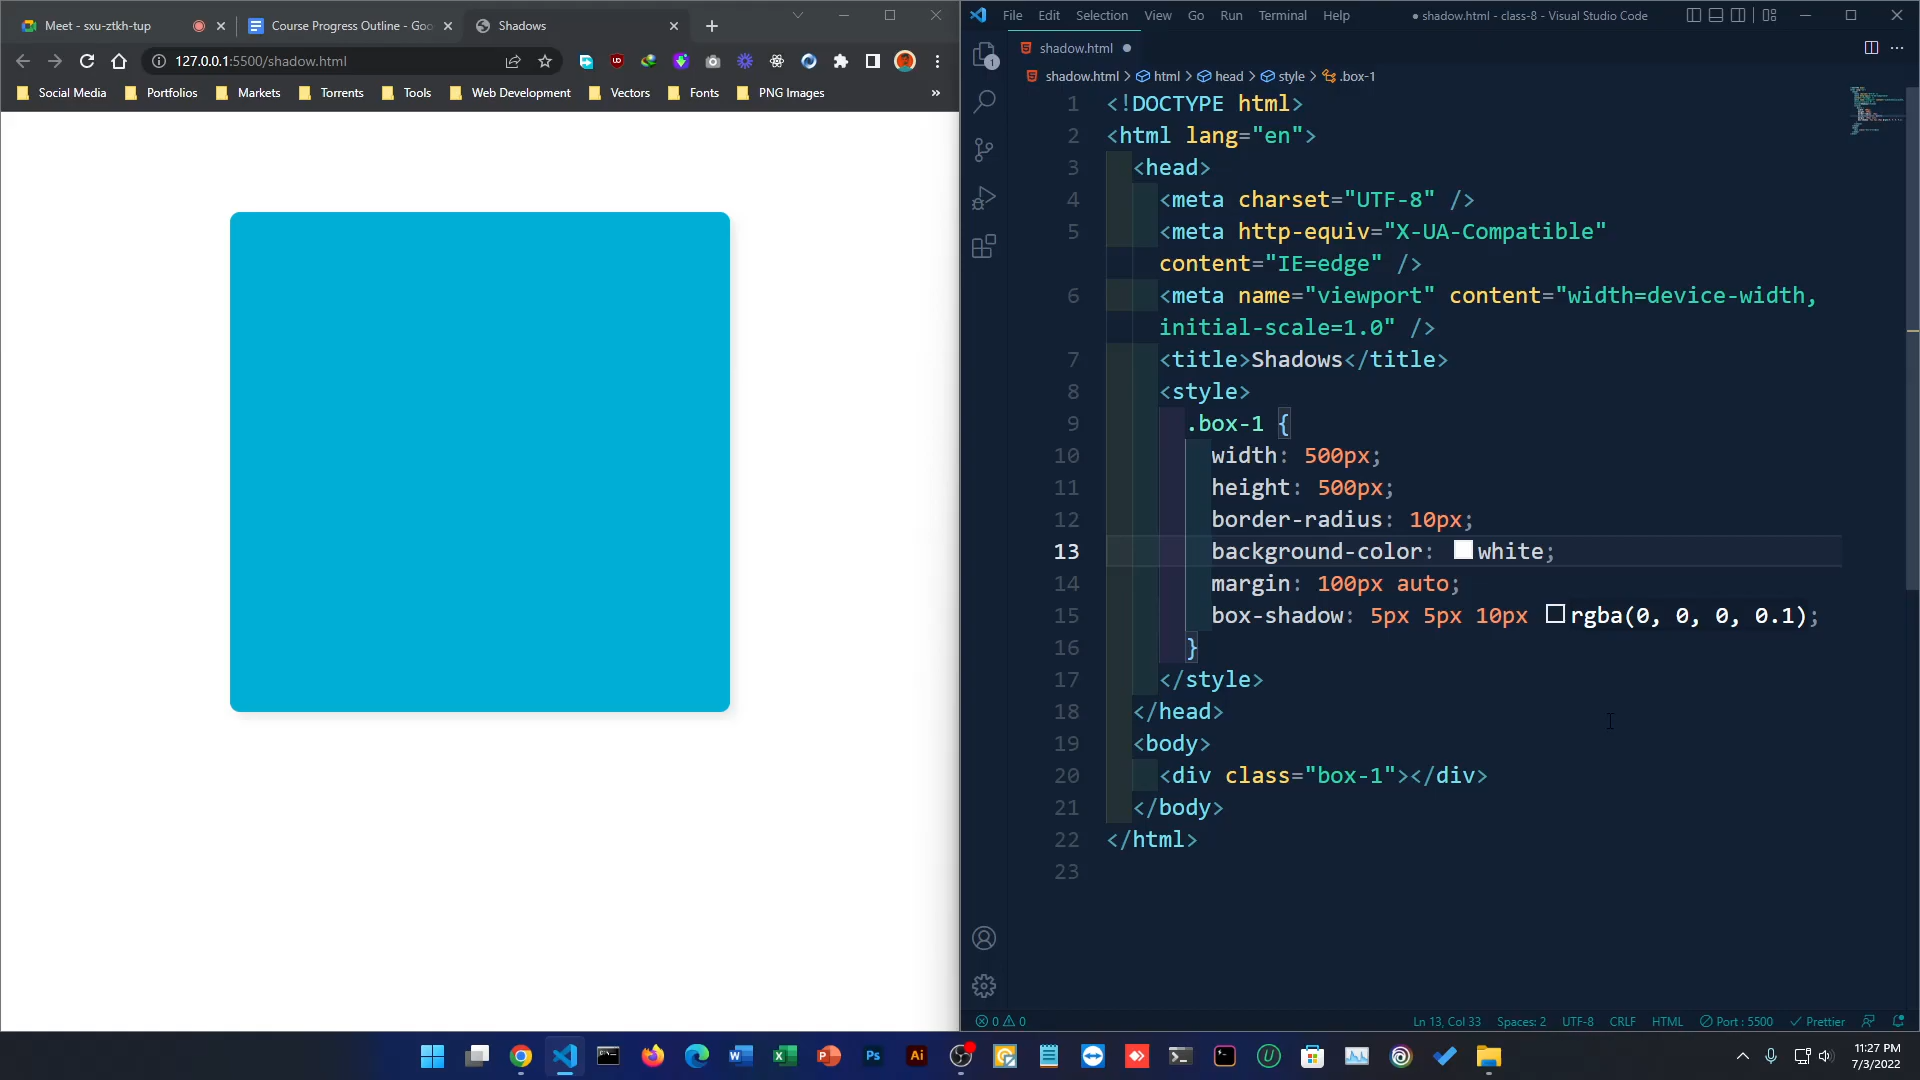 Meet - sxu-ztkh-tup
Course Progress Outline - Goo
Shadows
127.0.0.1:5500/shadow.html
Social Media
Portfolios
Markets
Torrents
Tools
Web Development
Vectors
Fonts
PNG Images
»
File Edit Selection View Go Run Terminal Help
● shadow.html - class-8 - Visual Studio Code
shadow.html
shadow.html > html > head > style > .box-1
1 <!DOCTYPE html>
2 <html lang="en">
3 <head>
4 <meta charset="UTF-8" />
5 <meta http-equiv="X-UA-Compatible"
content="IE=edge" />
6 <meta name="viewport" content="width=device-width,
initial-scale=1.0" />
7 <title>Shadows</title>
8 <style>
9 .box-1 {
10 width: 500px;
11 height: 500px;
12 border-radius: 10px;
13 background-color: white;
14 margin: 100px auto;
15 box-shadow: 5px 5px 10px rgba(0, 0, 0, 0.1);
16 }
17 </style>
18 </head>
19 <body>
20 <div class="box-1"></div>
21 </body>
22 </html>
23
0 0
Ln 13, Col 33 Spaces: 2 UTF-8 CRLF HTML Port : 5500 Prettier
11:27 PM
7/3/2022